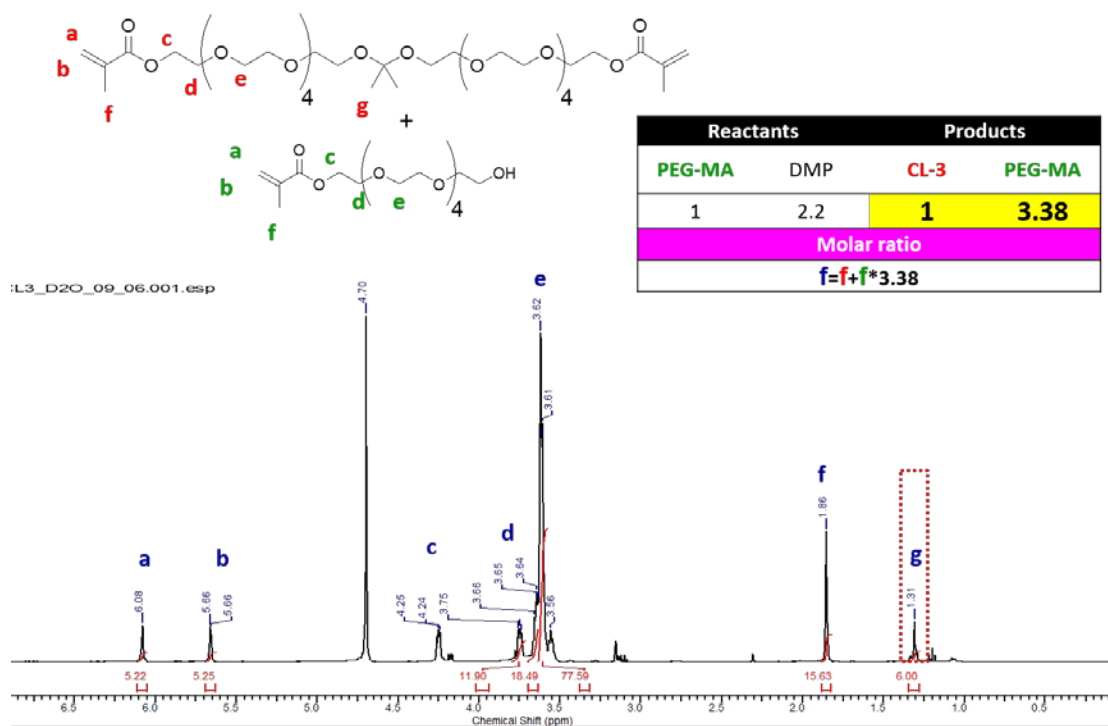 a
b
c
d
e
f
g
O
O
O
O
O
O
O
O
O
O
4
4
+
a
b
c
d
e
f
O
O
O
O
OH
4
Reactants Products
PEG-MA DMP CL-3 PEG-MA
1 2.2 1 3.38
Molar ratio
f=f+f*3.38
:L3_D2O_09_06.001.esp
a b c d e f g
6.08
5.66
5.66
4.70
4.25
4.24
3.75
3.66
3.65
3.64
3.62
3.61
3.56
1.86
1.31
5.22 5.25 11.90 18.49 77.59 15.63 6.00
6.5 6.0 5.5 5.0 4.5 4.0 3.5 3.0 2.5 2.0 1.5 1.0 0.5
Chemical Shift (ppm)